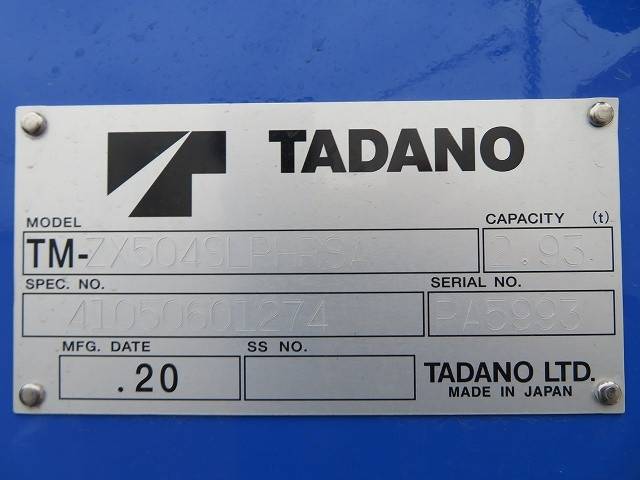 TADANO
MODEL
CAPACITY (t)
TM-ZX504SLPHRSA
2.93
SPEC. NO.
SERIAL NO.
41050601274
PA5993
MFG. DATE
SS NO.
.20
TADANO LTD.
MADE IN JAPAN